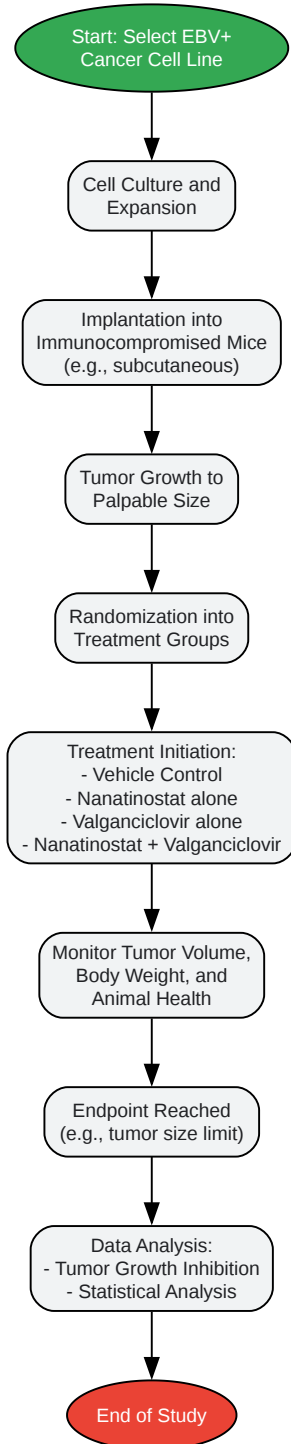 Start: Select EBV+
Cancer Cell Line
Cell Culture and
Expansion
Implantation into
Immunocompromised Mice
(e.g., subcutaneous)
Tumor Growth to
Palpable Size
Randomization into
Treatment Groups
Treatment Initiation:
- Vehicle Control
- Nanatinostat alone
- Valganciclovir alone
- Nanatinostat + Valganciclovir
Monitor Tumor Volume,
Body Weight, and
Animal Health
Endpoint Reached
(e.g., tumor size limit)
Data Analysis:
- Tumor Growth Inhibition
- Statistical Analysis
End of Study